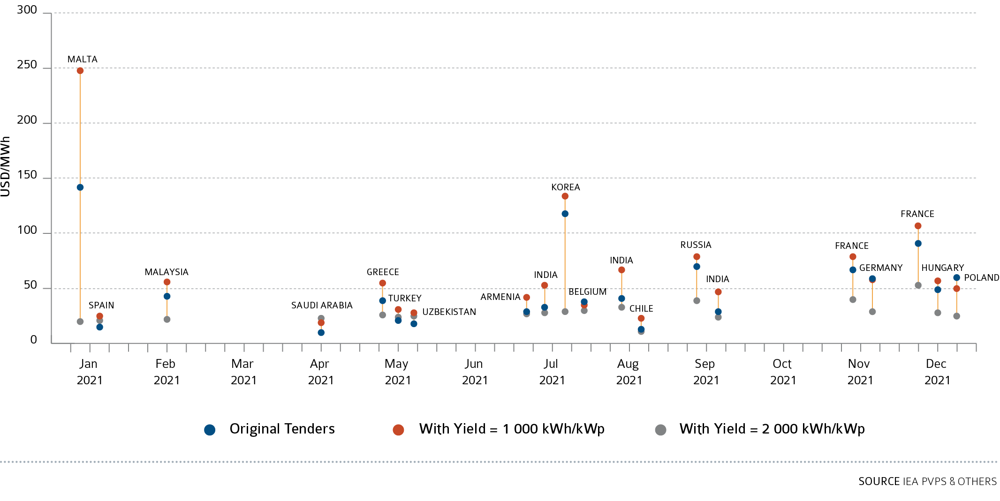 300
250
200
150
100
50
0
USD/MWh
MALTA
SPAIN
MALAYSIA
SAUDI ARABIA
GREECE
TURKEY
UZBEKISTAN
ARMENIA
INDIA
KOREA
BELGIUM
INDIA
CHILE
RUSSIA
INDIA
FRANCE
GERMANY
FRANCE
HUNGARY
POLAND
Jan
2021
Feb
2021
Mar
2021
Apr
2021
May
2021
Jun
2021
Jul
2021
Aug
2021
Sep
2021
Oct
2021
Nov
2021
Dec
2021
Original Tenders
With Yield = 1 000 kWh/kWp
With Yield = 2 000 kWh/kWp
SOURCE IEA PVPS & OTHERS